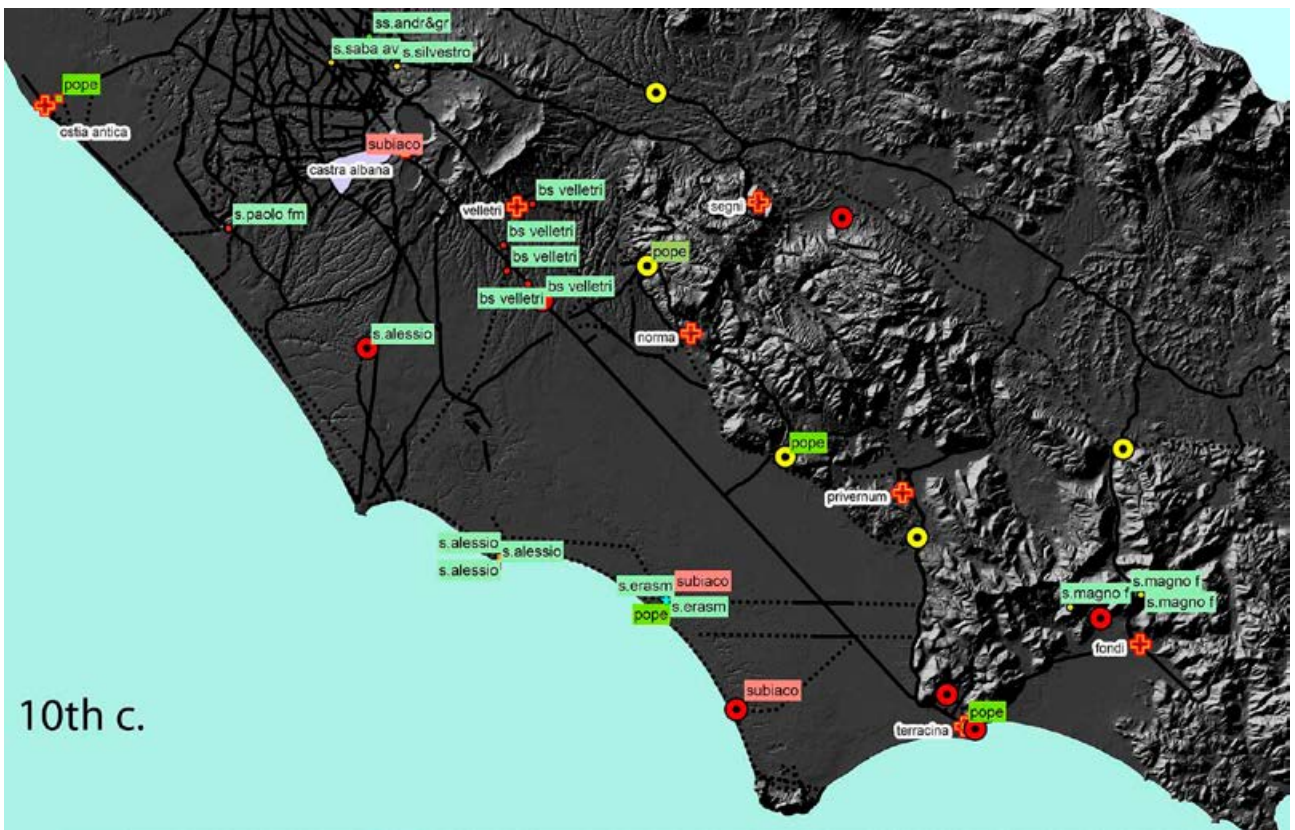 ss.andr&gr
s.saba av
s.silvestro
pope
ostia antica
subiaco
castra albana
bs velletri
velletri
segni
s.paolo fm
bs velletri
pope
bs velletri
bs velletri
bs velletri
s.alessio
norma
pope
privernum
s.alessio
s.alessio
s.alessio
s.erasm
subiaco
s.erasm
pope
s.magno f
s.magno f
s.magno f
fondi
subiaco
pope
terracina
10th c.